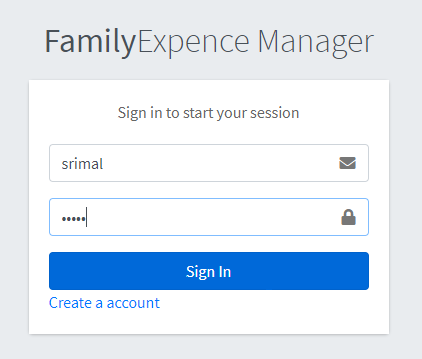 FamilyExpence Manager
Sign in to start your session
srimal
•••••
Sign In
Create a account